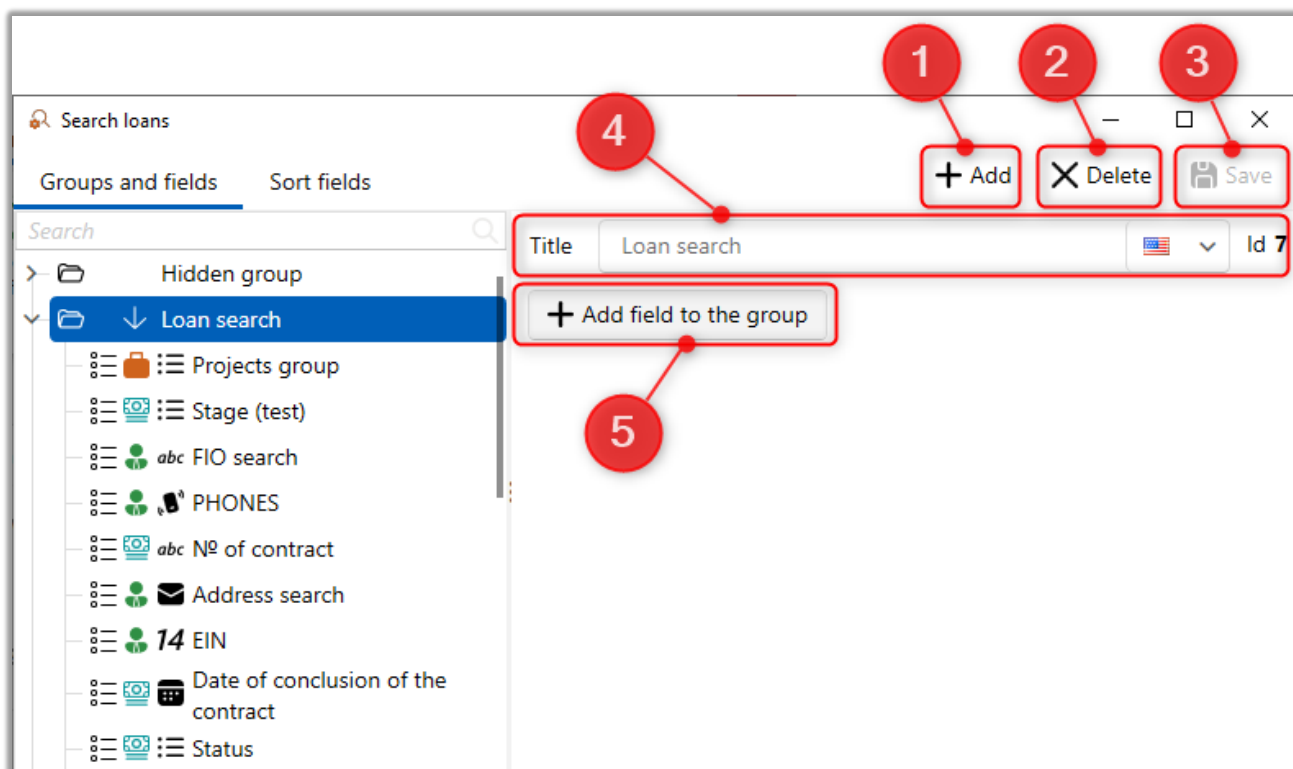 1
2
3
4
Search loans
Groups and fields
Sort fields
Add
Delete
Save
Search
Title
Loan search
Id 7
Hidden group
Loan search
Add field to the group
Projects group
Stage (test)
5
abc FIO search
PHONES
abc № of contract
Address search
14 EIN
Date of conclusion of the
contract
Status